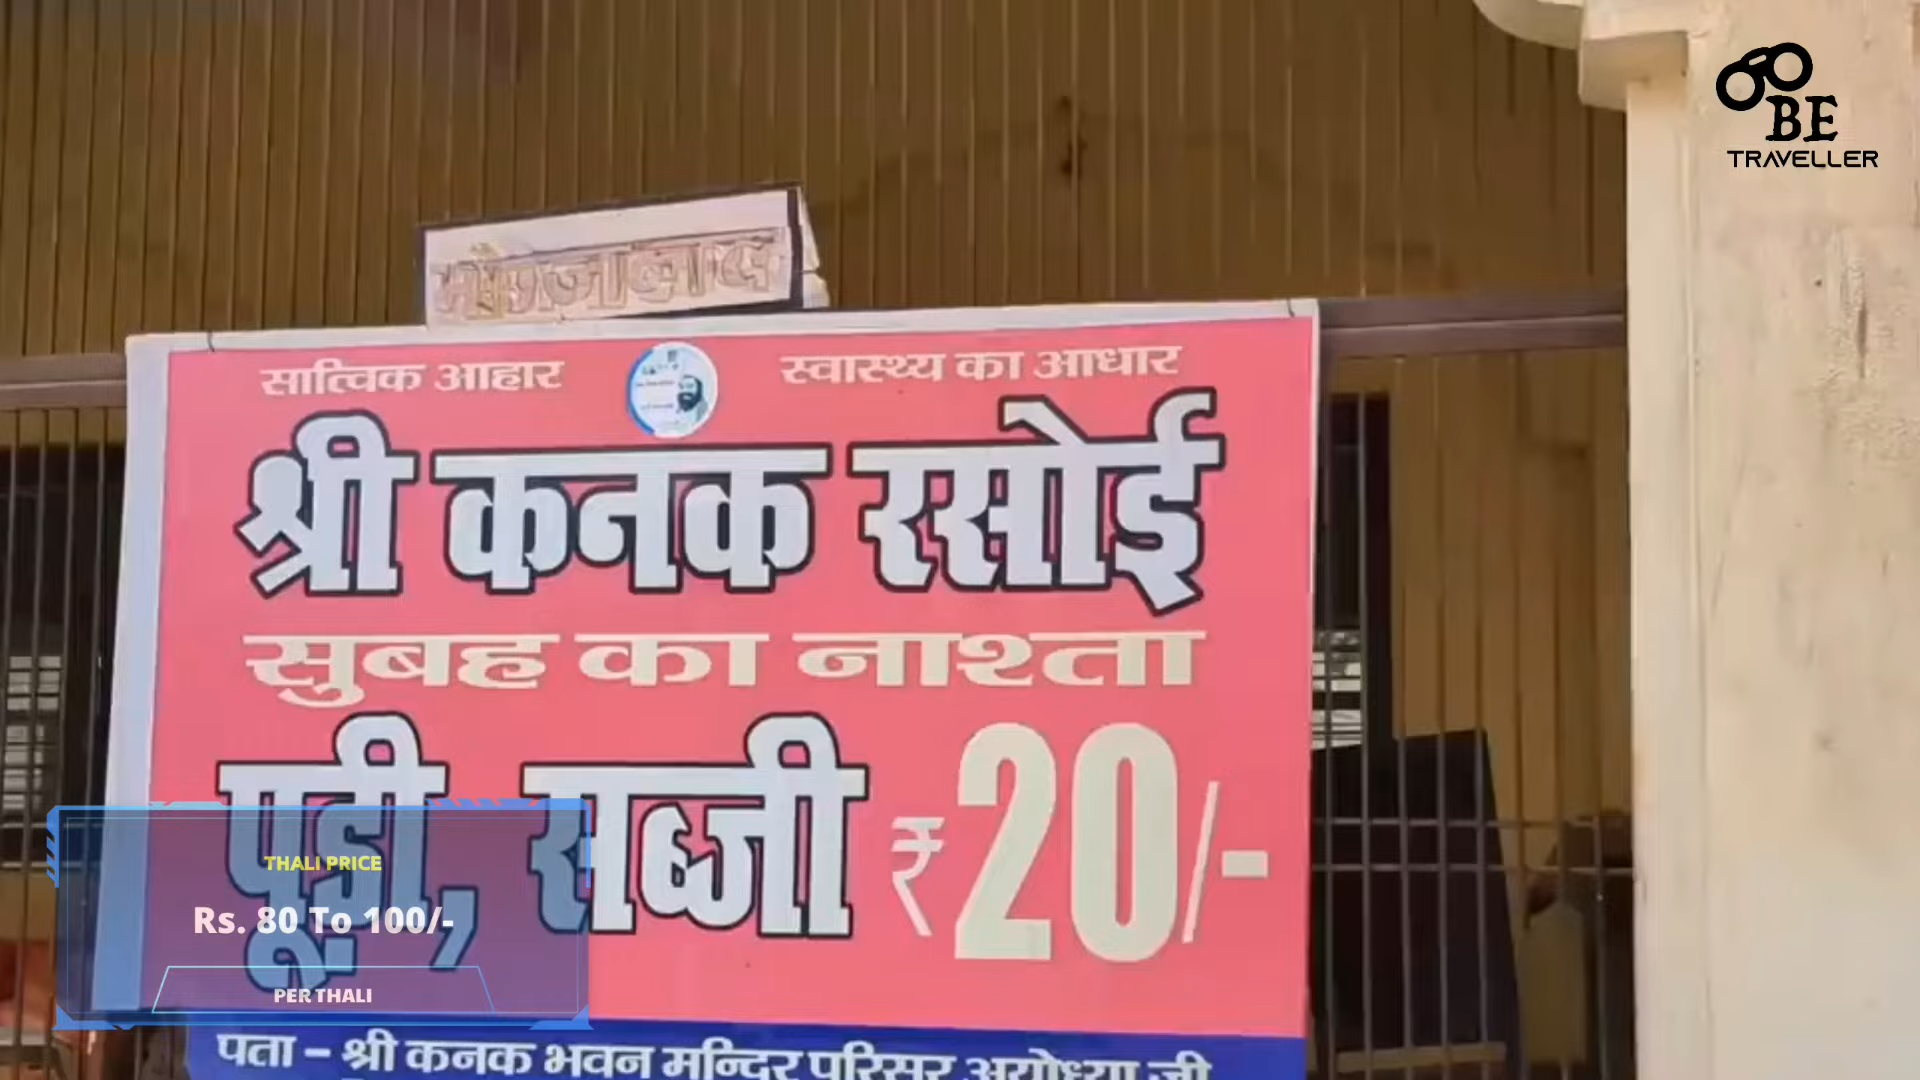 BE
TRAVELLER
सात्विक आहार
स्वास्थ्य का आधार
श्री कनक रसोई
सुबह का नाश्ता
पूड़ी, सब्जी ₹20/-
THALI PRICE
Rs. 80 To 100/-
PER THALI
पता – श्री कनक भवन मन्दिर परिसर अयोध्या जी